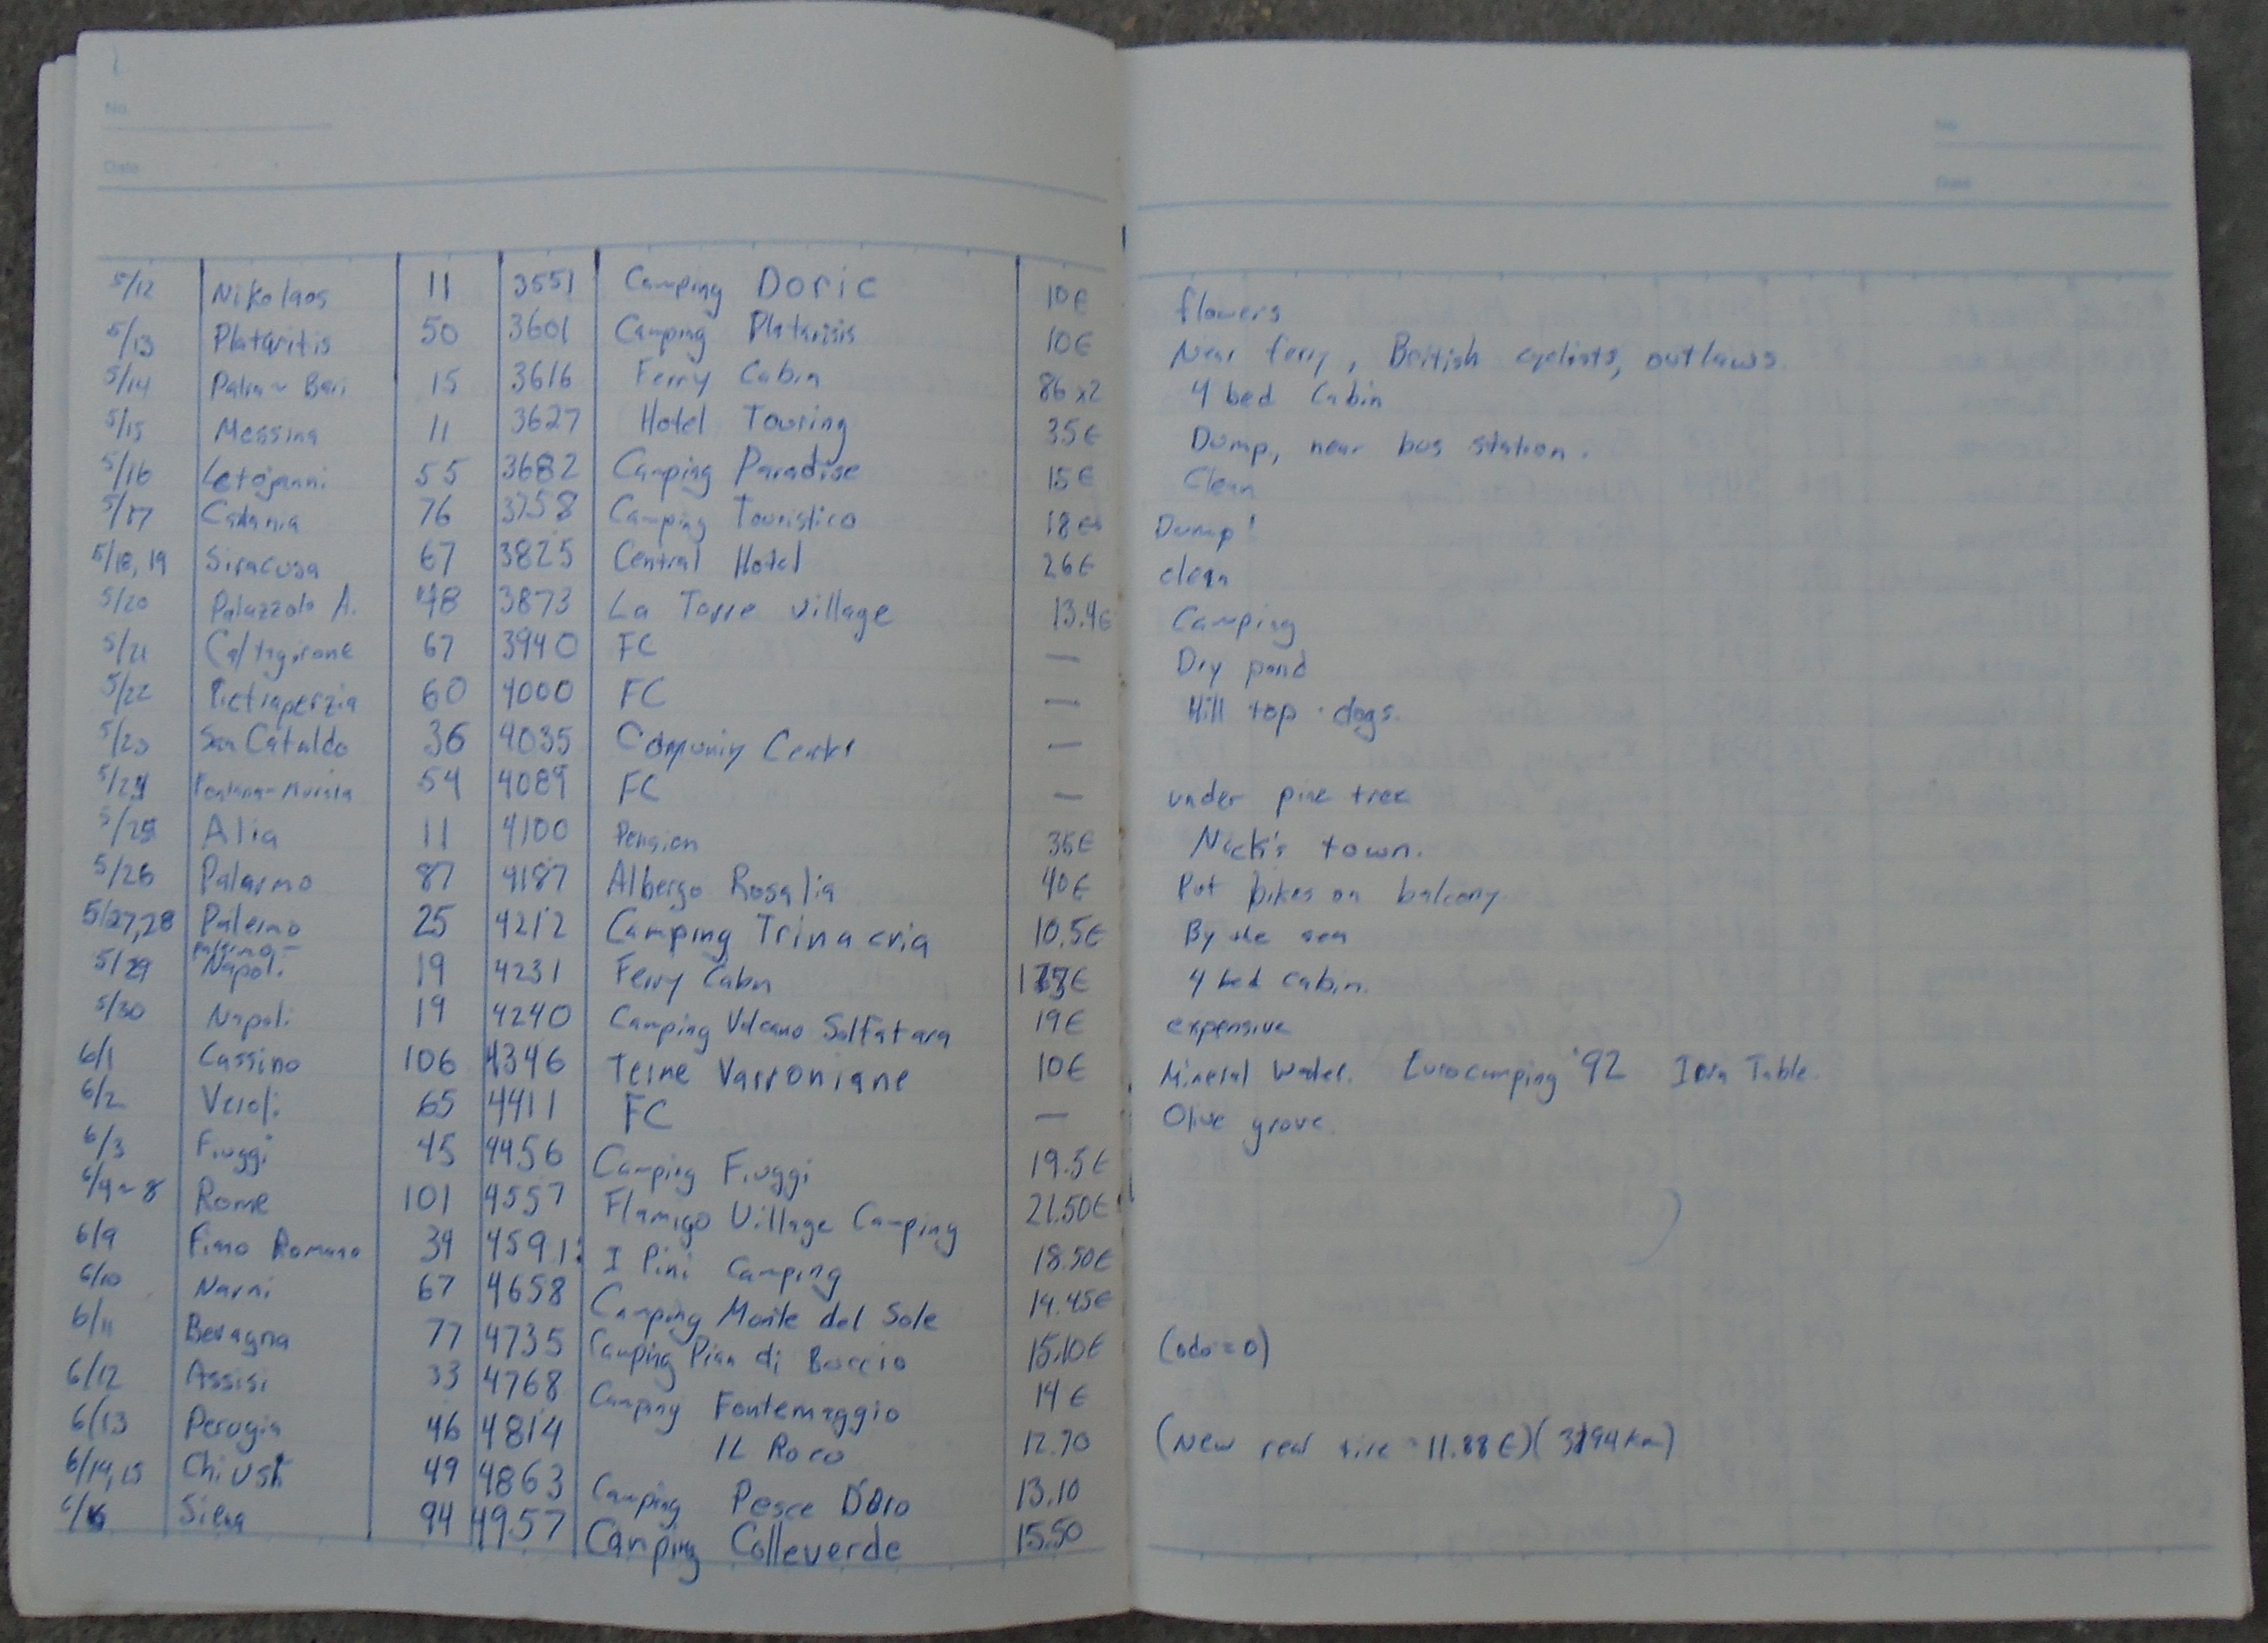 No.
Date
No
Date
5/12 Nikolaos 11 3551 Camping Doric 10€ flowers
5/13 Plataritis 50 3601 Camping Platarisis 10€ Near ferry, British cyclists, outlaws.
5/14 Patra~Bari 15 3616 Ferry Cabin 86x2 4 bed Cabin
5/15 Messina 11 3627 Hotel Touring 35€ Dump, near bus station.
5/16 Letojanni 55 3682 Camping Paradise 15€ Clean
5/17 Catania 76 3758 Camping Touristico 18€ Dump!
5/18, 19 Siracusa 67 3825 Central Hotel 26€ clean
5/20 Palazzolo A. 48 3873 La Torre Village 13.4€ Camping
5/21 Caltagirone 67 3940 FC — Dry pond
5/22 Pietraperzia 60 4000 FC — Hill top - dogs.
5/23 San Cataldo 36 4035 Community Center —
5/24 54 4089 FC — under pine tree
5/25 Alia 11 4100 Pension 35€ Nick's town.
5/26 Palarmo 87 4187 Albergo Rosalia 40€ Put bikes on balcony
5/27,28 Palermo 25 4212 Camping Trinacria 10.5€ By the sea
5/29 Palermo- Napoli 19 4231 Ferry Cabin 4 bed cabin.
5/30 Napoli 19 4240 Camping Volcano Solfatara 19€ expensive
6/1 Cassino 106 4346 Terme Varroniane 10€ Mineral Water. Eurocamping '92 Table.
6/2 Veroli 65 4411 FC — Olive grove.
6/3 Fiuggi 45 4456 Camping Fiuggi 19.5€
6/4~8 Rome 101 4557 Flamigo Village Camping 21.50€
6/9 Fiano Romano 34 4591 I Pini Camping 18.50€
6/10 Narni 67 4658 Camping Monte del Sole 14.45€
6/11 Bevagna 77 4735 Camping Pian di Boccio 15.10€ (odo=0)
6/12 Assisi 33 4768 Camping Fontemaggio 14€
6/13 Perugia 46 4814 IL Roco 12.70 (New rear tire = 11.88€)(3194km)
6/14,15 Chiusi 49 4863 Camping Pesce D'oro 13.10
6/16 Siena 94 4957 Camping Colleverde 15.50